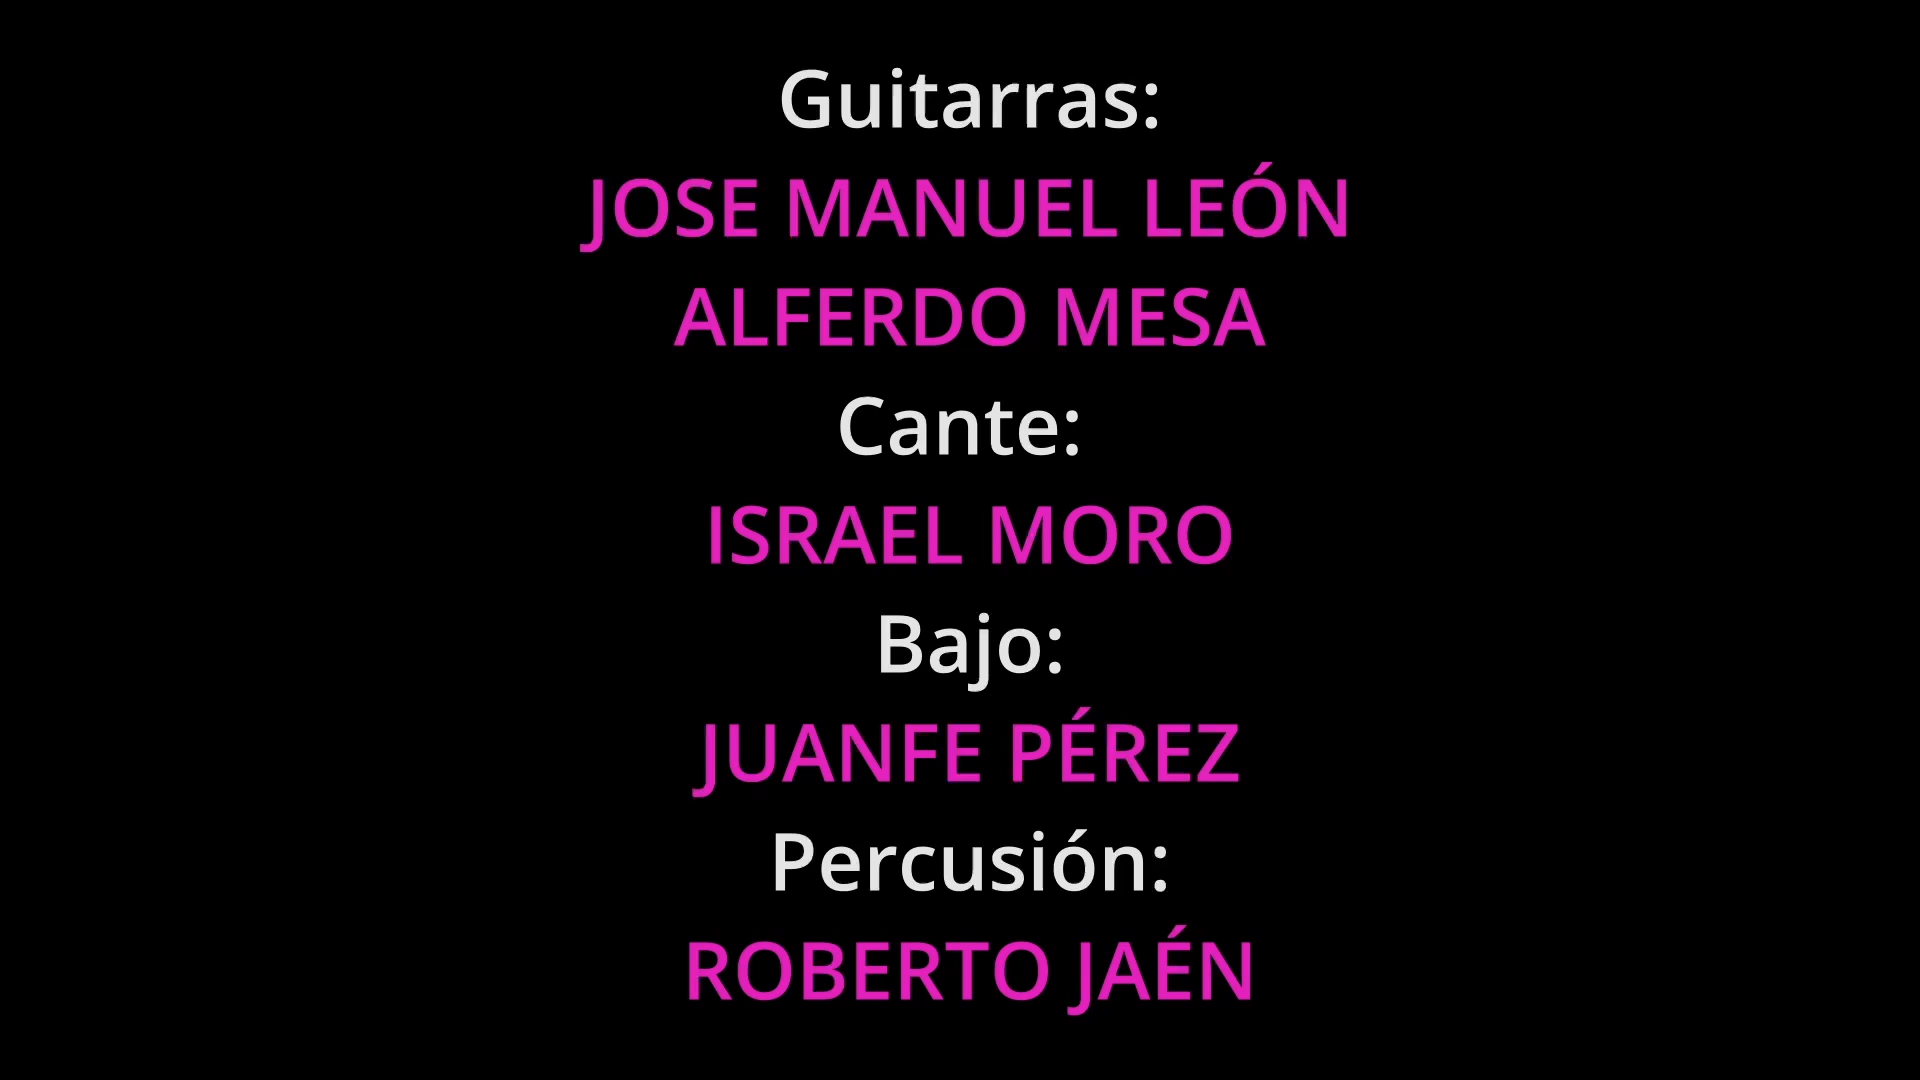 Guitarras:
JOSE MANUEL LEÓN
ALFERDO MESA
Cante:
ISRAEL MORO
Bajo:
JUANFE PÉREZ
Percusión:
ROBERTO JAÉN